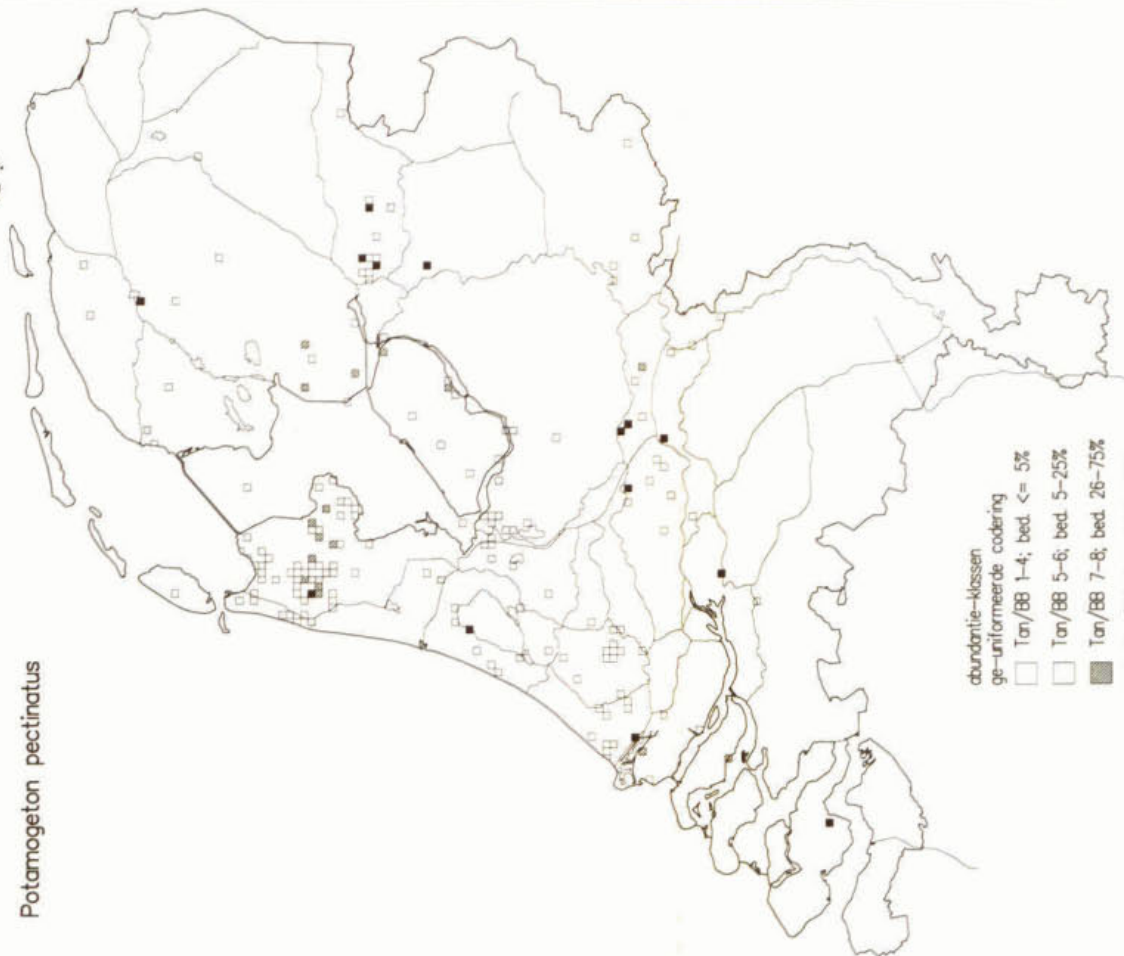 Potamogeton pectinatus
abundantie-klassen
ge-uniformeerde codering
Tan/BB 1-4; bed. <= 5%
Tan/BB 5-6; bed. 5-25%
Tan/BB 7-8; bed. 26-75%